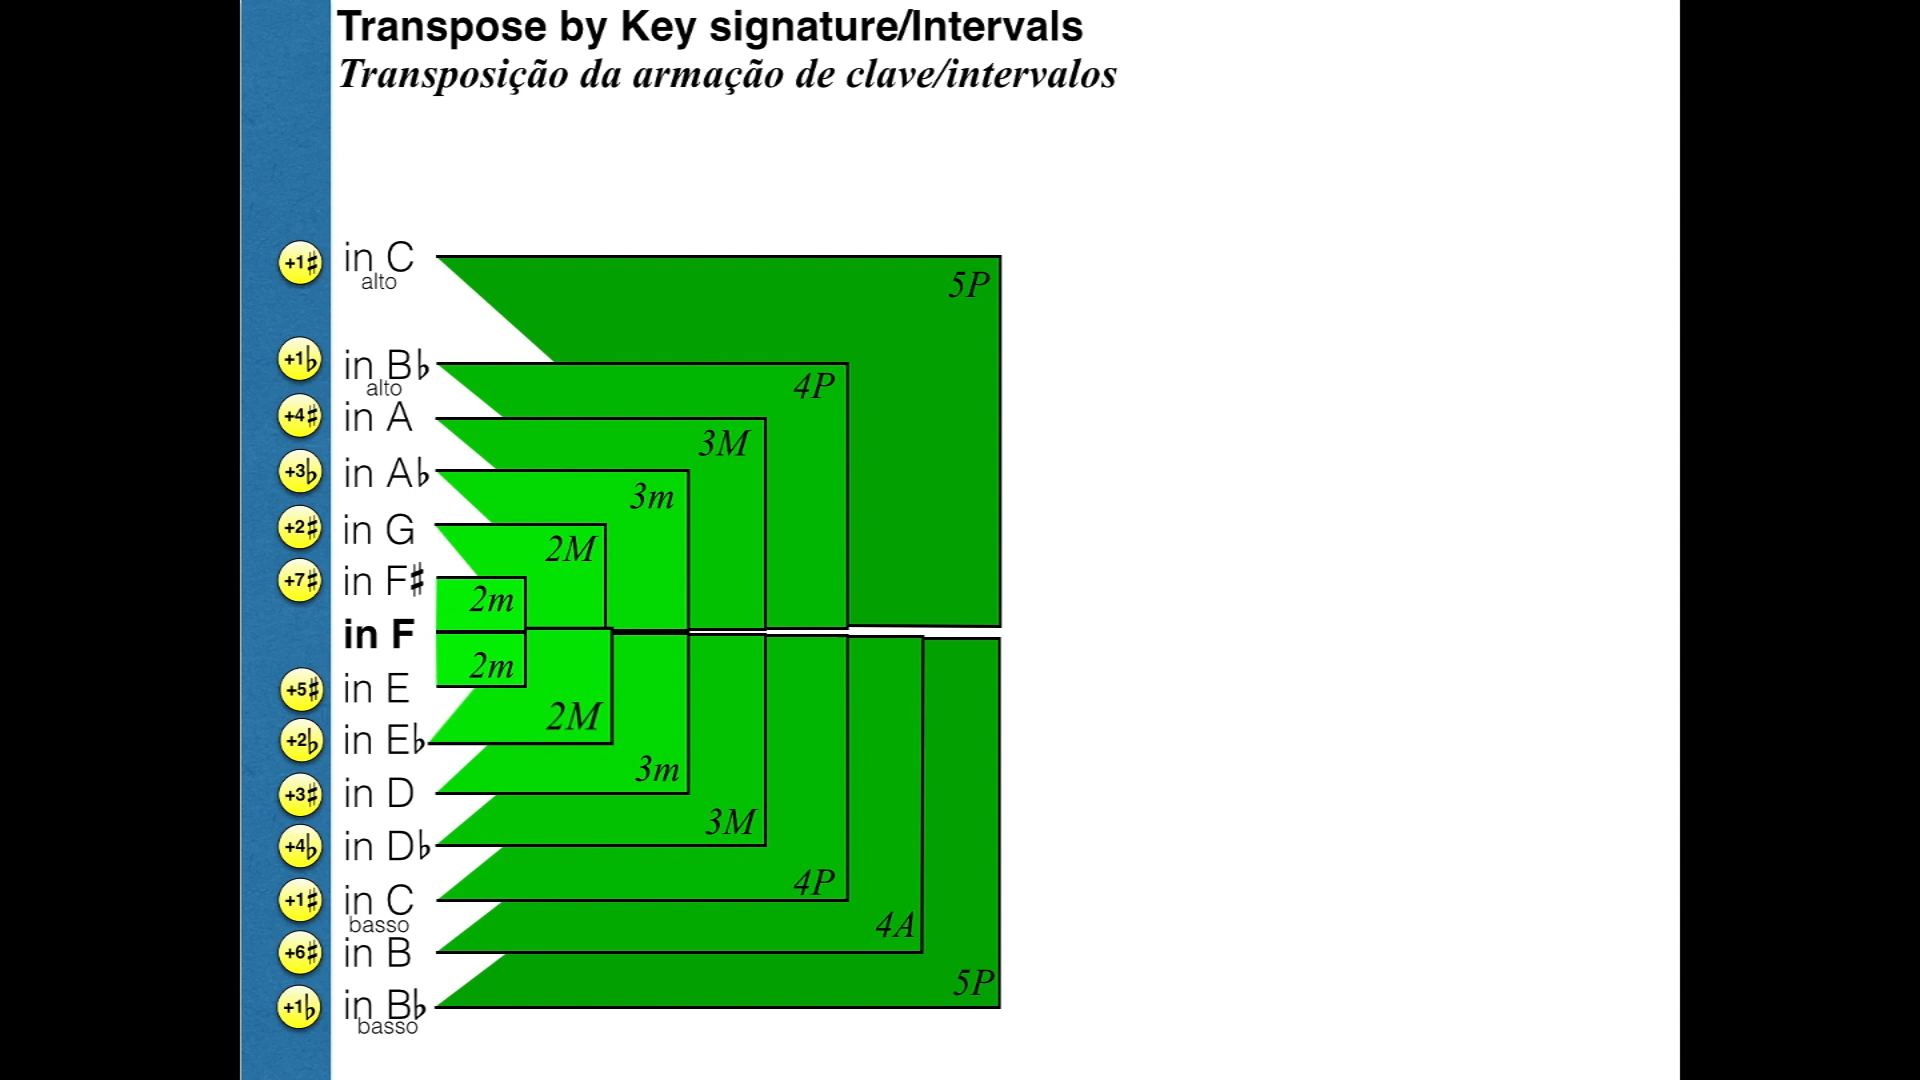 Transpose by Key signature/Intervals
Transposição da armação de clave/intervalos
+1♯ in C 5P
alto
+1♭ in B♭ 4P
alto
+4♯ in A 3M
+3♭ in A♭ 3m
+2♯ in G 2M
+7♯ in F♯ 2m
in F
2m
+5♯ in E
+2♭ in E♭ 2M
+3♯ in D 3m
+4♭ in D♭ 3M
+1♯ in C 4P
basso
+6♯ in B 4A
+1♭ in B♭ 5P
basso